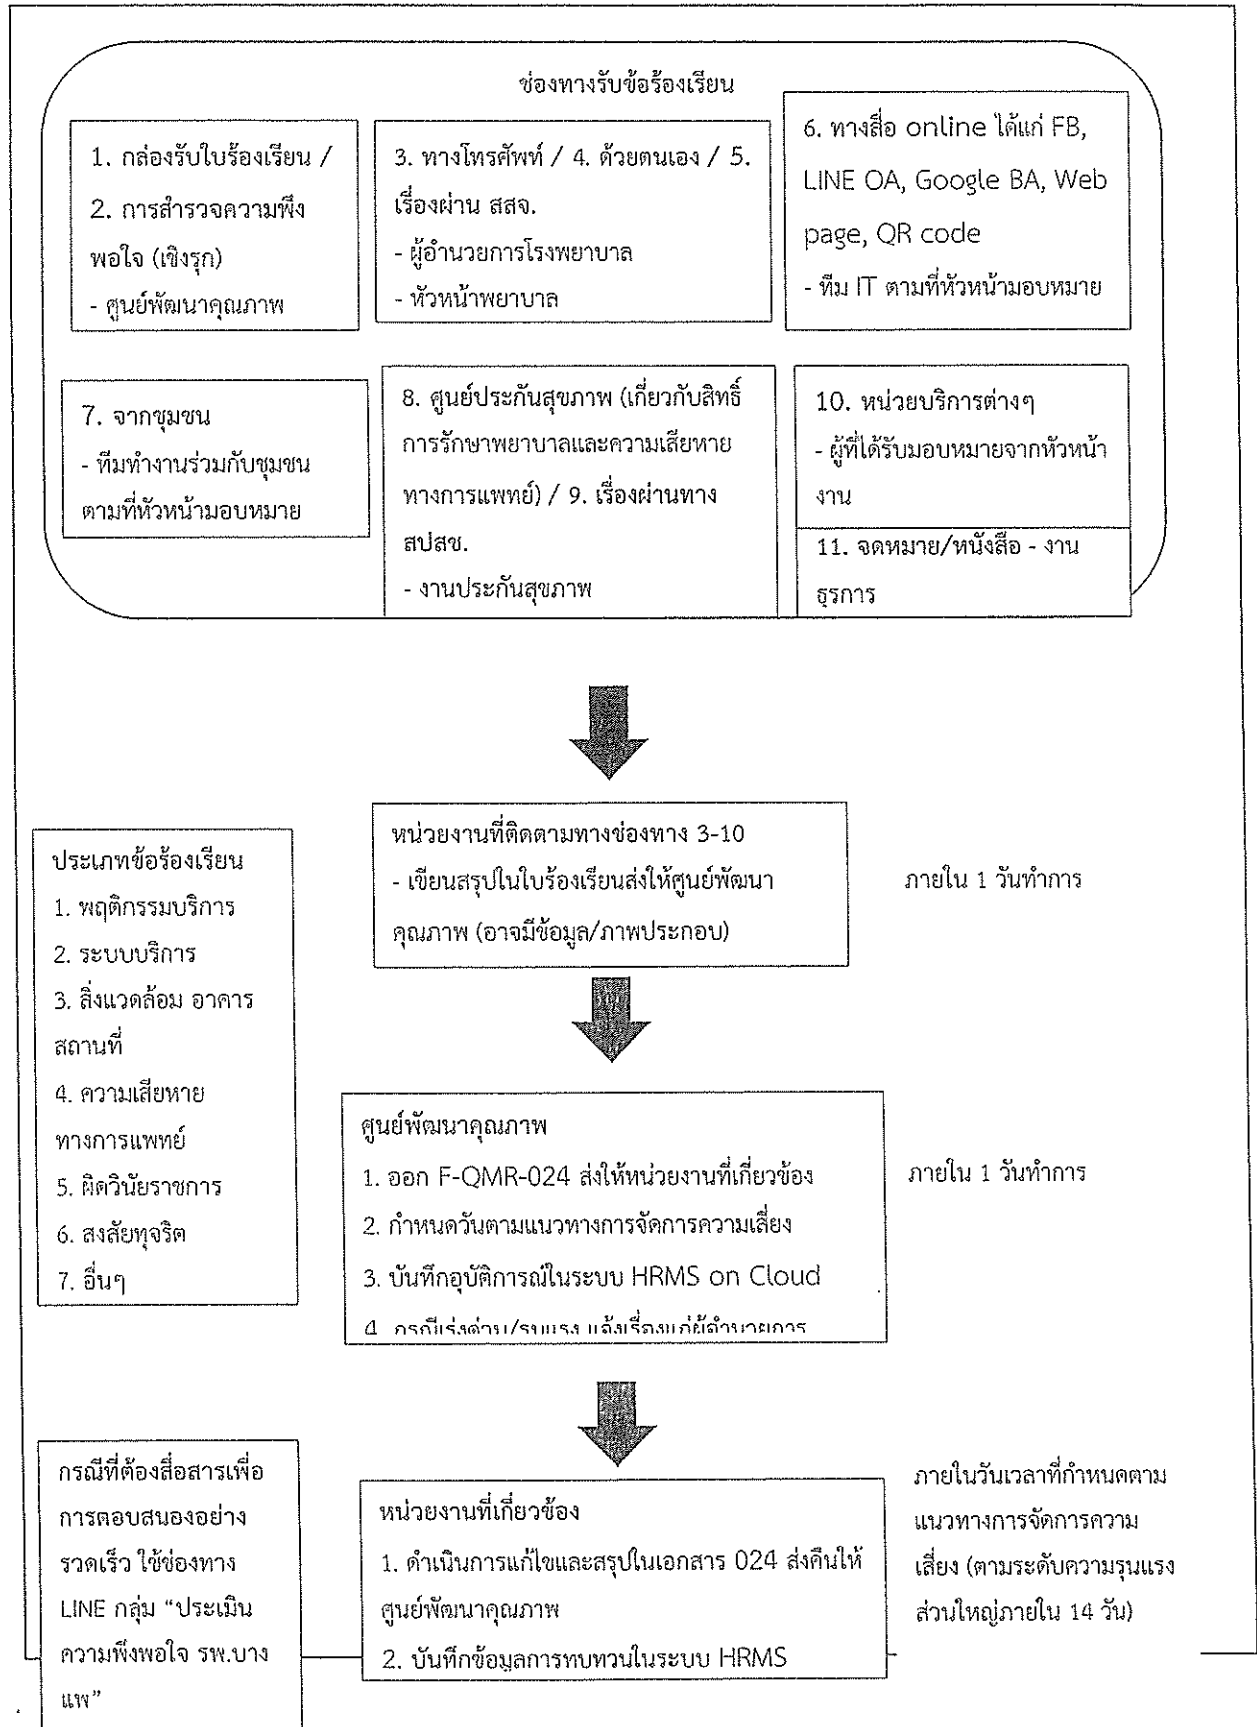 ช่องทางรับข้อร้องเรียน
1. กล่องรับใบร้องเรียน /
2. การสำรวจความพึง
พอใจ (เชิงรุก)
- ศูนย์พัฒนาคุณภาพ
3. ทางโทรศัพท์ / 4. ด้วยตนเอง / 5.
เรื่องผ่าน สสจ.
- ผู้อำนวยการโรงพยาบาล
- หัวหน้าพยาบาล
6. ทางสื่อ online ได้แก่ FB,
LINE OA, Google BA, Web
page, QR code
- ทีม IT ตามที่หัวหน้ามอบหมาย
7. จากชุมชน
- ทีมทำงานร่วมกับชุมชน
ตามที่หัวหน้ามอบหมาย
8. ศูนย์ประกันสุขภาพ (เกี่ยวกับสิทธิ์
การรักษาพยาบาลและความเสียหาย
ทางการแพทย์) / 9. เรื่องผ่านทาง
สปสช.
- งานประกันสุขภาพ
10. หน่วยบริการต่างๆ
- ผู้ที่ได้รับมอบหมายจากหัวหน้า
งาน
11. จดหมาย/หนังสือ - งาน
ธุรการ
หน่วยงานที่ติดตามทางช่องทาง 3-10
- เขียนสรุปในใบร้องเรียนส่งให้ศูนย์พัฒนา
คุณภาพ (อาจมีข้อมูล/ภาพประกอบ)
ภายใน 1 วันทำการ
ประเภทข้อร้องเรียน
1. พฤติกรรมบริการ
2. ระบบบริการ
3. สิ่งแวดล้อม อาคาร
สถานที่
4. ความเสียหาย
ทางการแพทย์
5. ผิดวินัยราชการ
6. สงสัยทุจริต
7. อื่นๆ
ศูนย์พัฒนาคุณภาพ
1. ออก F-QMR-024 ส่งให้หน่วยงานที่เกี่ยวข้อง
2. กำหนดวันตามแนวทางการจัดการความเสี่ยง
3. บันทึกอุบัติการณ์ในระบบ HRMS on Cloud
4. กรณีเร่งด่วน/รุนแรง แจ้งเรื่องแก่ผู้อำนวยการ
ภายใน 1 วันทำการ
กรณีที่ต้องสื่อสารเพื่อ
การตอบสนองอย่าง
รวดเร็ว ใช้ช่องทาง
LINE กลุ่ม “ประเมิน
ความพึงพอใจ รพ.บาง
แพ”
หน่วยงานที่เกี่ยวข้อง
1. ดำเนินการแก้ไขและสรุปในเอกสาร 024 ส่งคืนให้
ศูนย์พัฒนาคุณภาพ
2. บันทึกข้อมูลการทบทวนในระบบ HRMS
ภายในวันเวลาที่กำหนดตาม
แนวทางการจัดการความ
เสี่ยง (ตามระดับความรุนแรง
ส่วนใหญ่ภายใน 14 วัน)